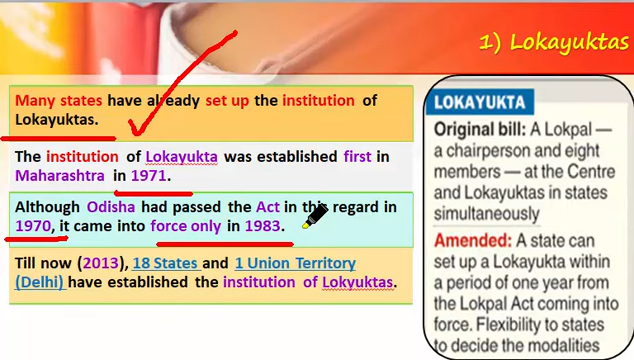 1) Lokayuktas
Many states have already set up the institution of
Lokayuktas.
The institution of Lokayukta was established first in
Maharashtra in 1971.
Although Odisha had passed the Act in this regard in
1970, it came into force only in 1983.
Till now (2013), 18 States and 1 Union Territory
(Delhi) have established the institution of Lokyuktas.
LOKAYUKTA
Original bill: A Lokpal —
a chairperson and eight
members — at the Centre
and Lokayuktas in states
simultaneously
Amended: A state can
set up a Lokayukta within
a period of one year from
the Lokpal Act coming into
force. Flexibility to states
to decide the modalities